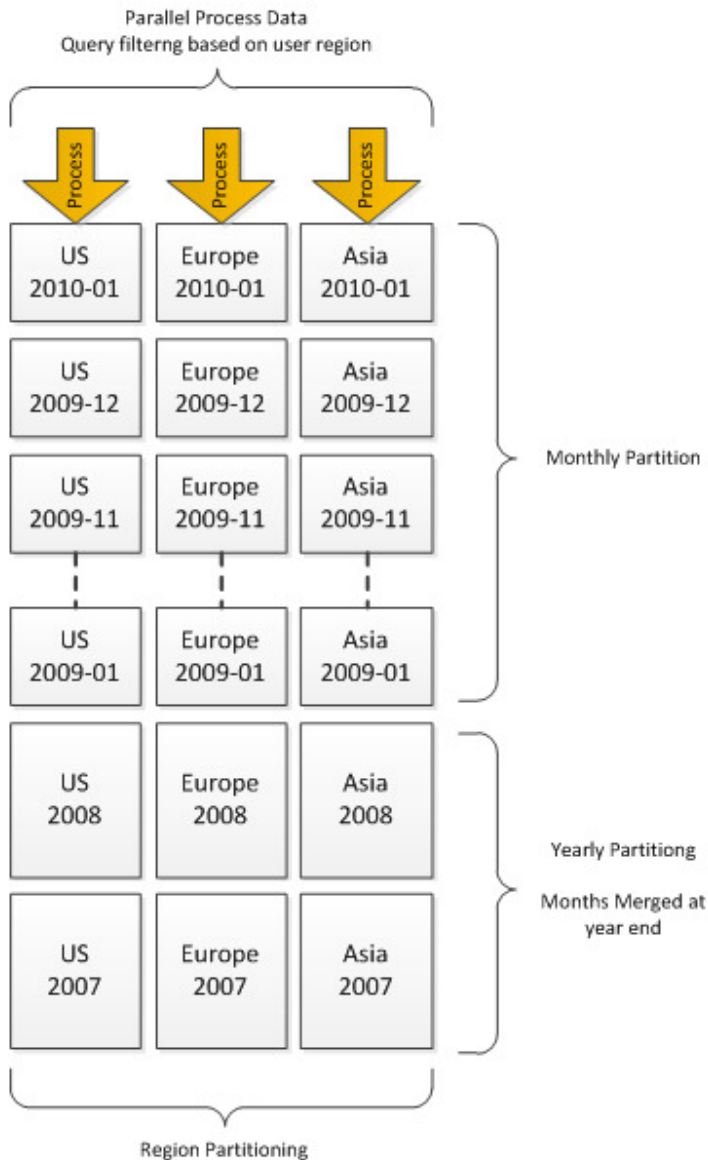 Parallel Process Data
Query filterng based on user region
Process
Process
Process
US
2010-01
Europe
2010-01
Asia
2010-01
US
2009-12
Europe
2009-12
Asia
2009-12
US
2009-11
Europe
2009-11
Asia
2009-11
Monthly Partition
US
2009-01
Europe
2009-01
Asia
2009-01
US
2008
Europe
2008
Asia
2008
US
2007
Europe
2007
Asia
2007
Yearly Partitiong
Months Merged at
year end
Region Partitioning